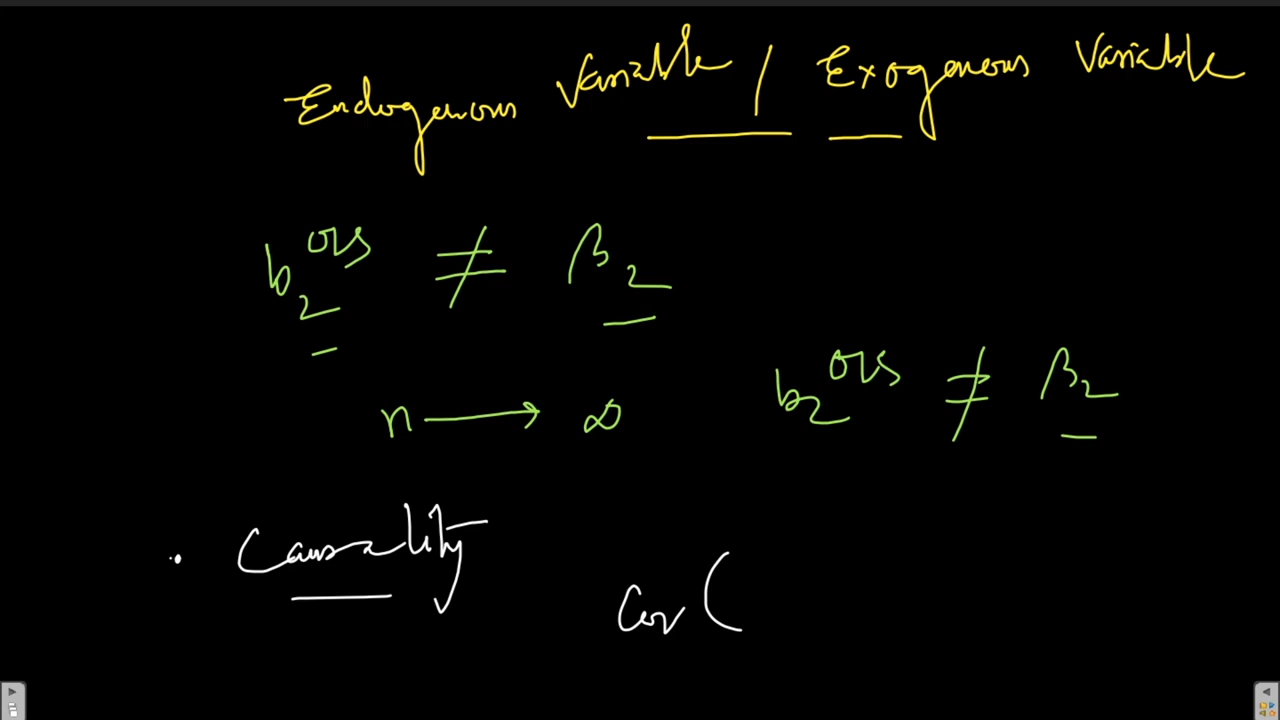 Endogenous Variable / Exogenous Variable
b₂ᴼᴸˢ ≠ β₂
n ⟶ ∞ b₂ᴼᴸˢ ≠ β₂
. Causality
Cov (